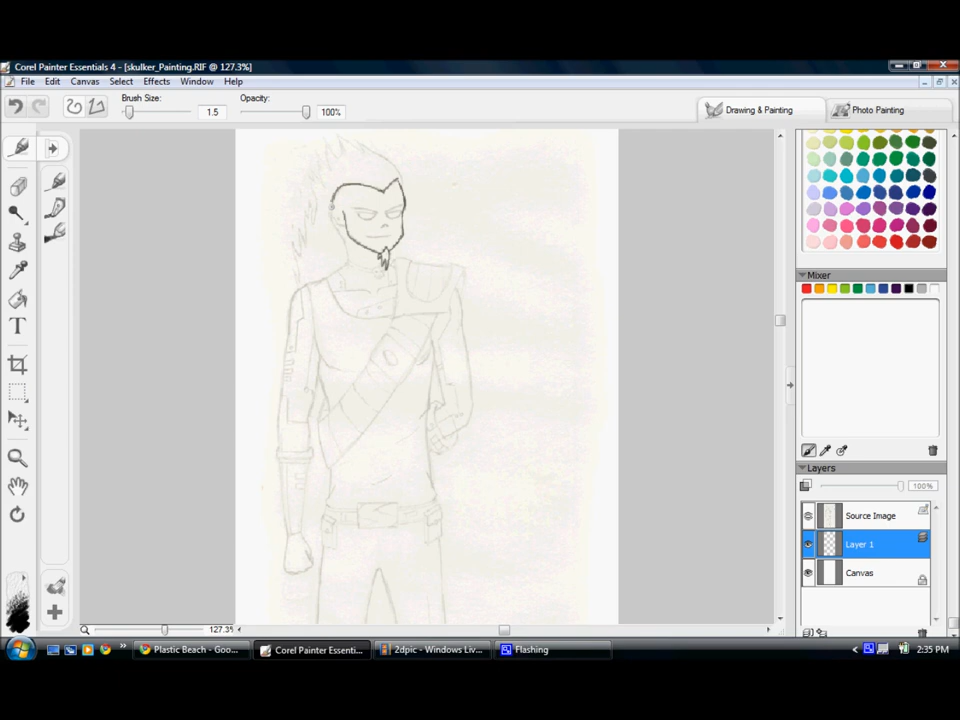 Corel Painter Essentials 4 - [skulker_Painting.RIF @ 127.3%]
File Edit Canvas Select Effects Window Help
Brush Size: Opacity:
1.5 100%
Drawing & Painting Photo Painting
T
Mixer
Layers
100%
Source Image
Layer 1
Canvas
127.3%
Plastic Beach - Goo... Corel Painter Essenti... 2dpic - Windows Liv... Flashing 2:35 PM